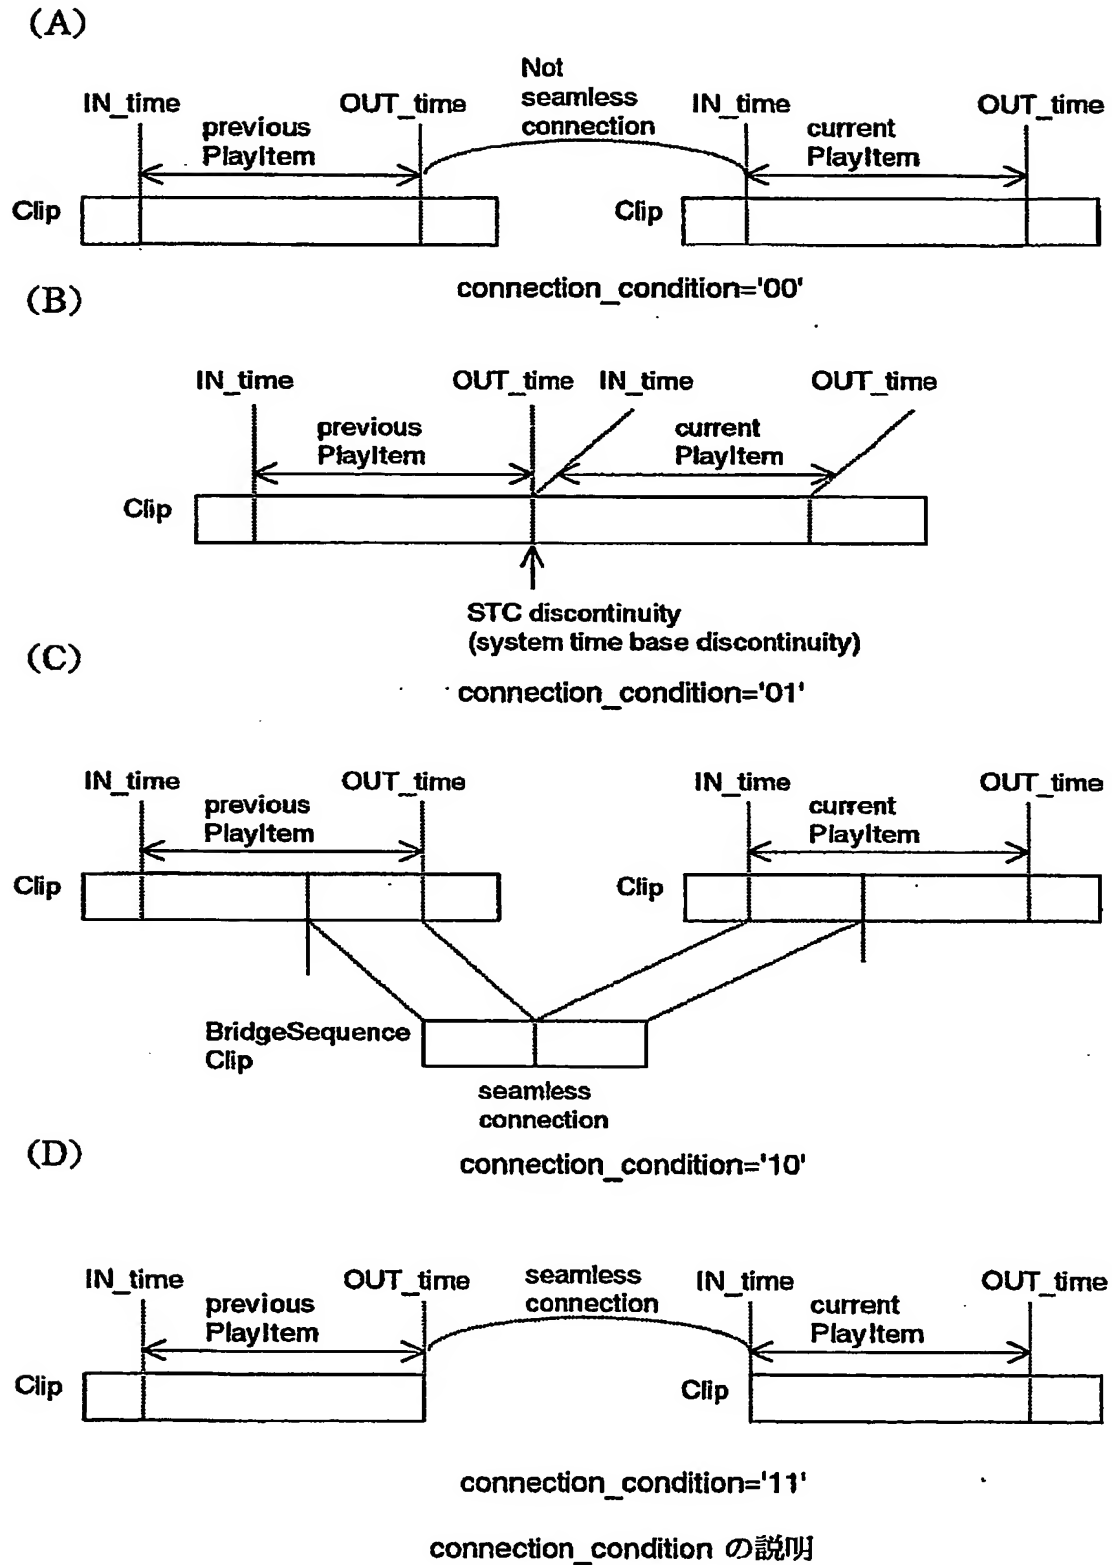 (A)
Not
seamless
connection
IN_time
OUT_time
IN_time
OUT_time
previous
PlayItem
current
PlayItem
Clip
Clip
connection_condition='00'
(B)
IN_time
OUT_time
IN_time
OUT_time
previous
PlayItem
current
PlayItem
Clip
STC discontinuity
(system time base discontinuity)
(C)
connection_condition='01'
IN_time
OUT_time
IN_time
OUT_time
previous
PlayItem
current
PlayItem
Clip
Clip
BridgeSequence
Clip
seamless
connection
(D)
connection_condition='10'
IN_time
OUT_time
seamless
connection
IN_time
OUT_time
previous
PlayItem
current
PlayItem
Clip
Clip
connection_condition='11'
connection_condition の説明